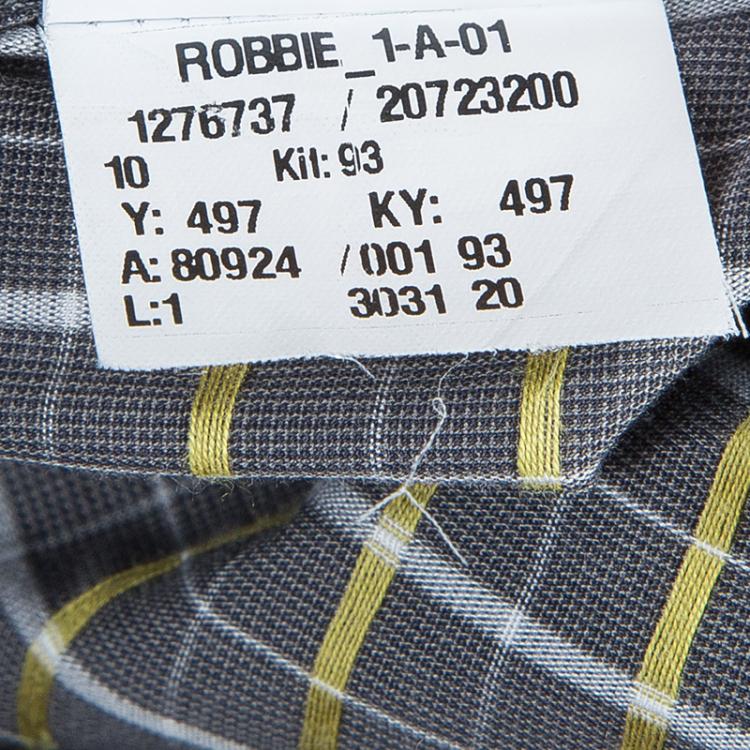 ROBBIE_1-A-01
1276737 / 20723200
10 Kit: 93
Y: 497 KY: 497
A: 80924 /001 93
L:1 3031 20